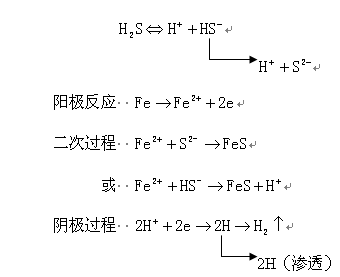 H₂S⇔H⁺+HS⁻
H⁺+S²⁻
阳极反应··Fe→Fe²⁺+2e
二次过程··Fe²⁺+S²⁻→FeS
或··Fe²⁺+HS⁻→FeS+H⁺
阴极过程··2H⁺+2e→2H→H₂↑
2H（渗透）